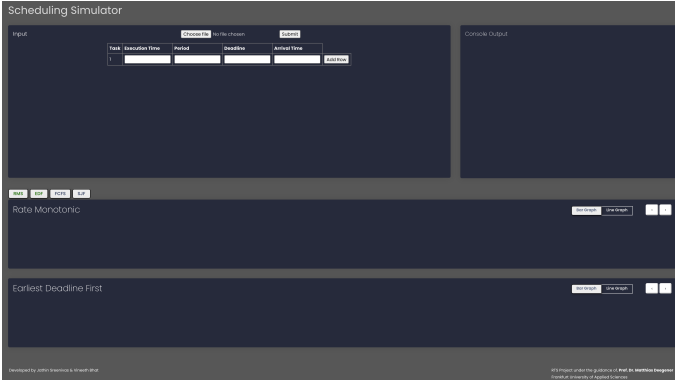 Scheduling Simulator
Input
Choose File No file chosen
Submit
Console Output
Task Execution Time Period Deadline Arrival Time
1
Add Row
RMS EDF FCFS SJF
Rate Monotonic
Bar Graph Line Graph
- +
Earliest Deadline First
Bar Graph Line Graph
- +
Developed by Jathin Sreenivas & Vineeth Bhat
RTS Project under the guidance of, Prof. Dr. Matthias Deegener
Frankfurt University of Applied Sciences